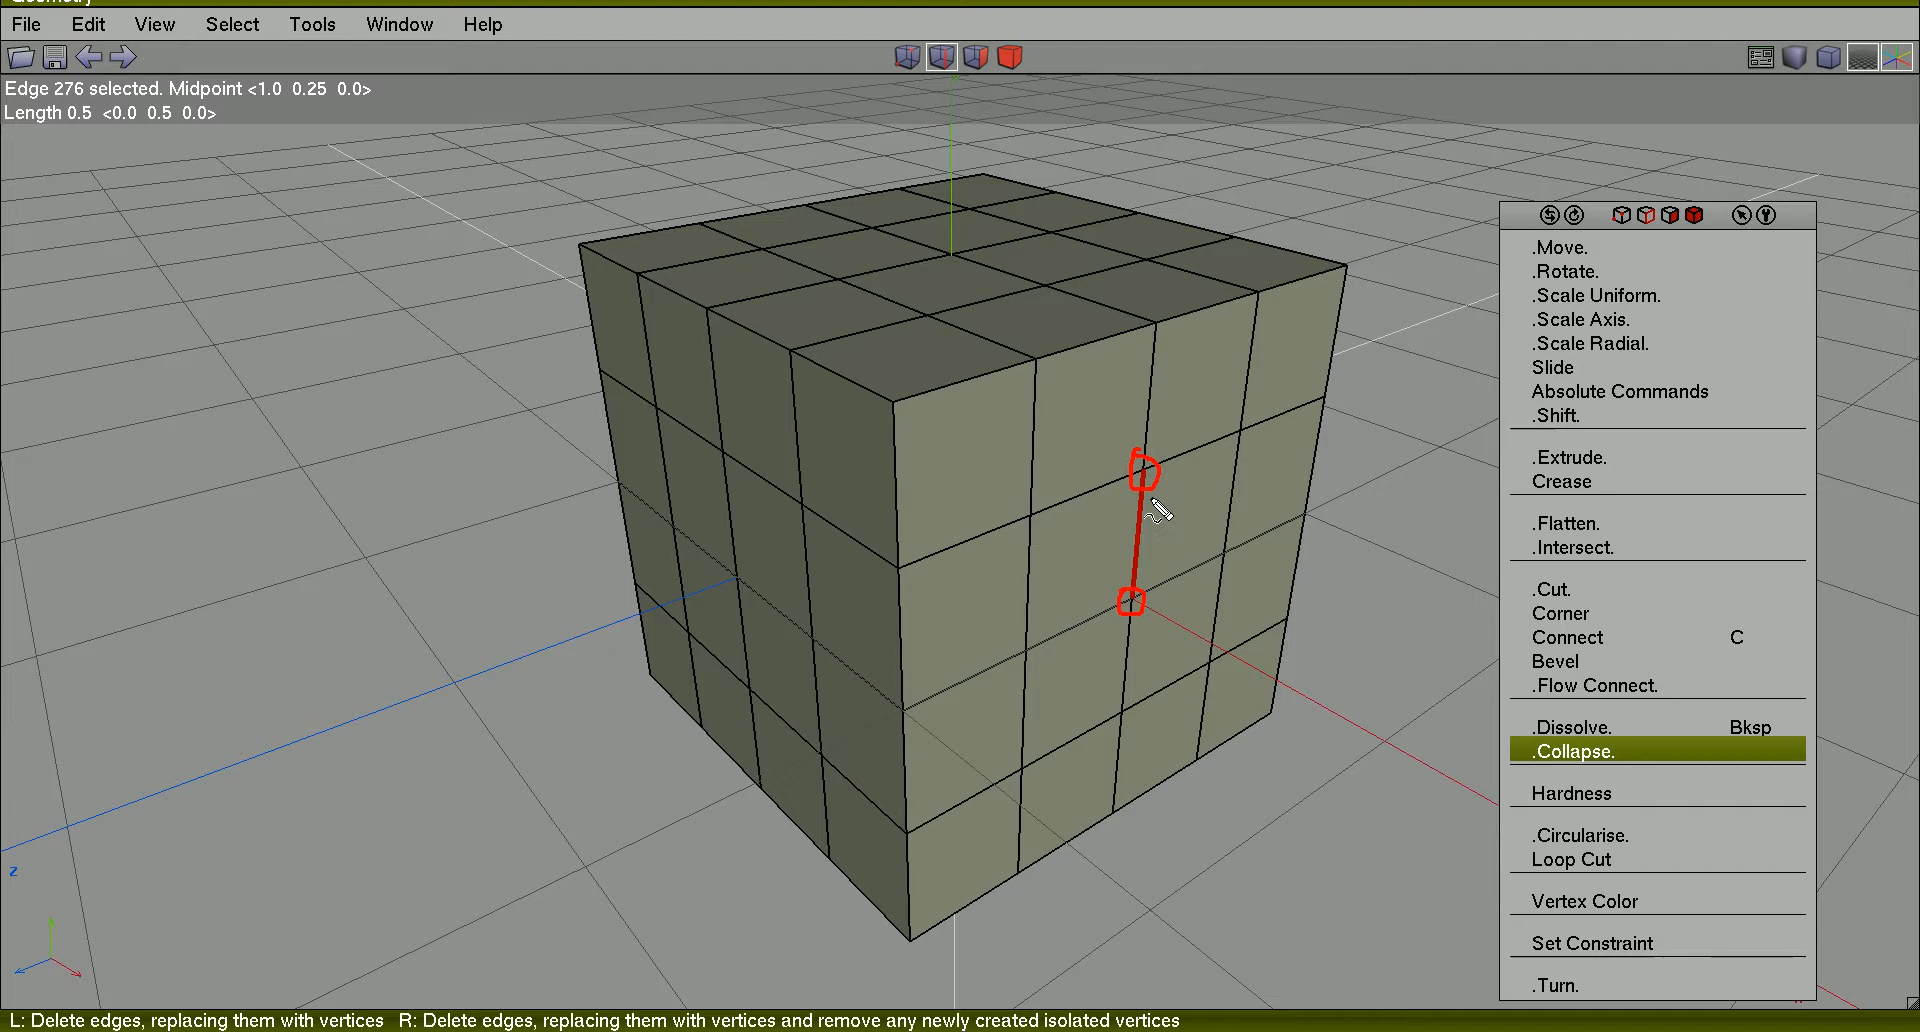 Geometry
File Edit View Select Tools Window Help
Edge 276 selected. Midpoint <1.0 0.25 0.0>
Length 0.5 <0.0 0.5 0.0>
.Move.
.Rotate.
.Scale Uniform.
.Scale Axis.
.Scale Radial.
Slide
Absolute Commands
.Shift.
.Extrude.
Crease
.Flatten.
.Intersect.
.Cut.
Corner
Connect C
Bevel
.Flow Connect.
.Dissolve. Bksp
.Collapse.
Hardness
.Circularise.
Loop Cut
Vertex Color
Set Constraint
.Turn.
z
L: Delete edges, replacing them with vertices R: Delete edges, replacing them with vertices and remove any newly created isolated vertices